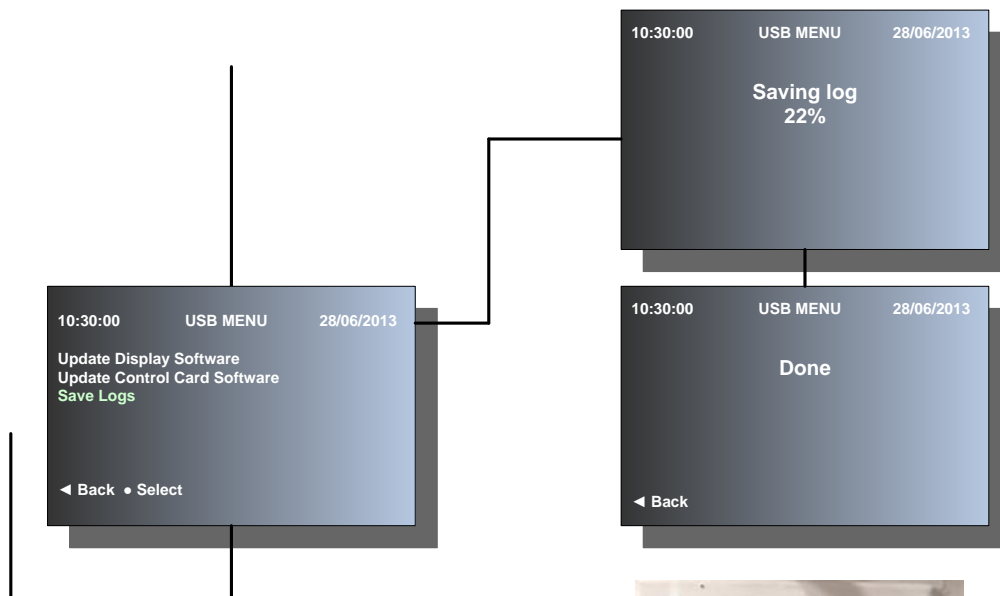 10:30:00 USB MENU 28/06/2013
Saving log
22%
10:30:00 USB MENU 28/06/2013
Update Display Software
Update Control Card Software
Save Logs
◄ Back ● Select
10:30:00 USB MENU 28/06/2013
Done
◄ Back